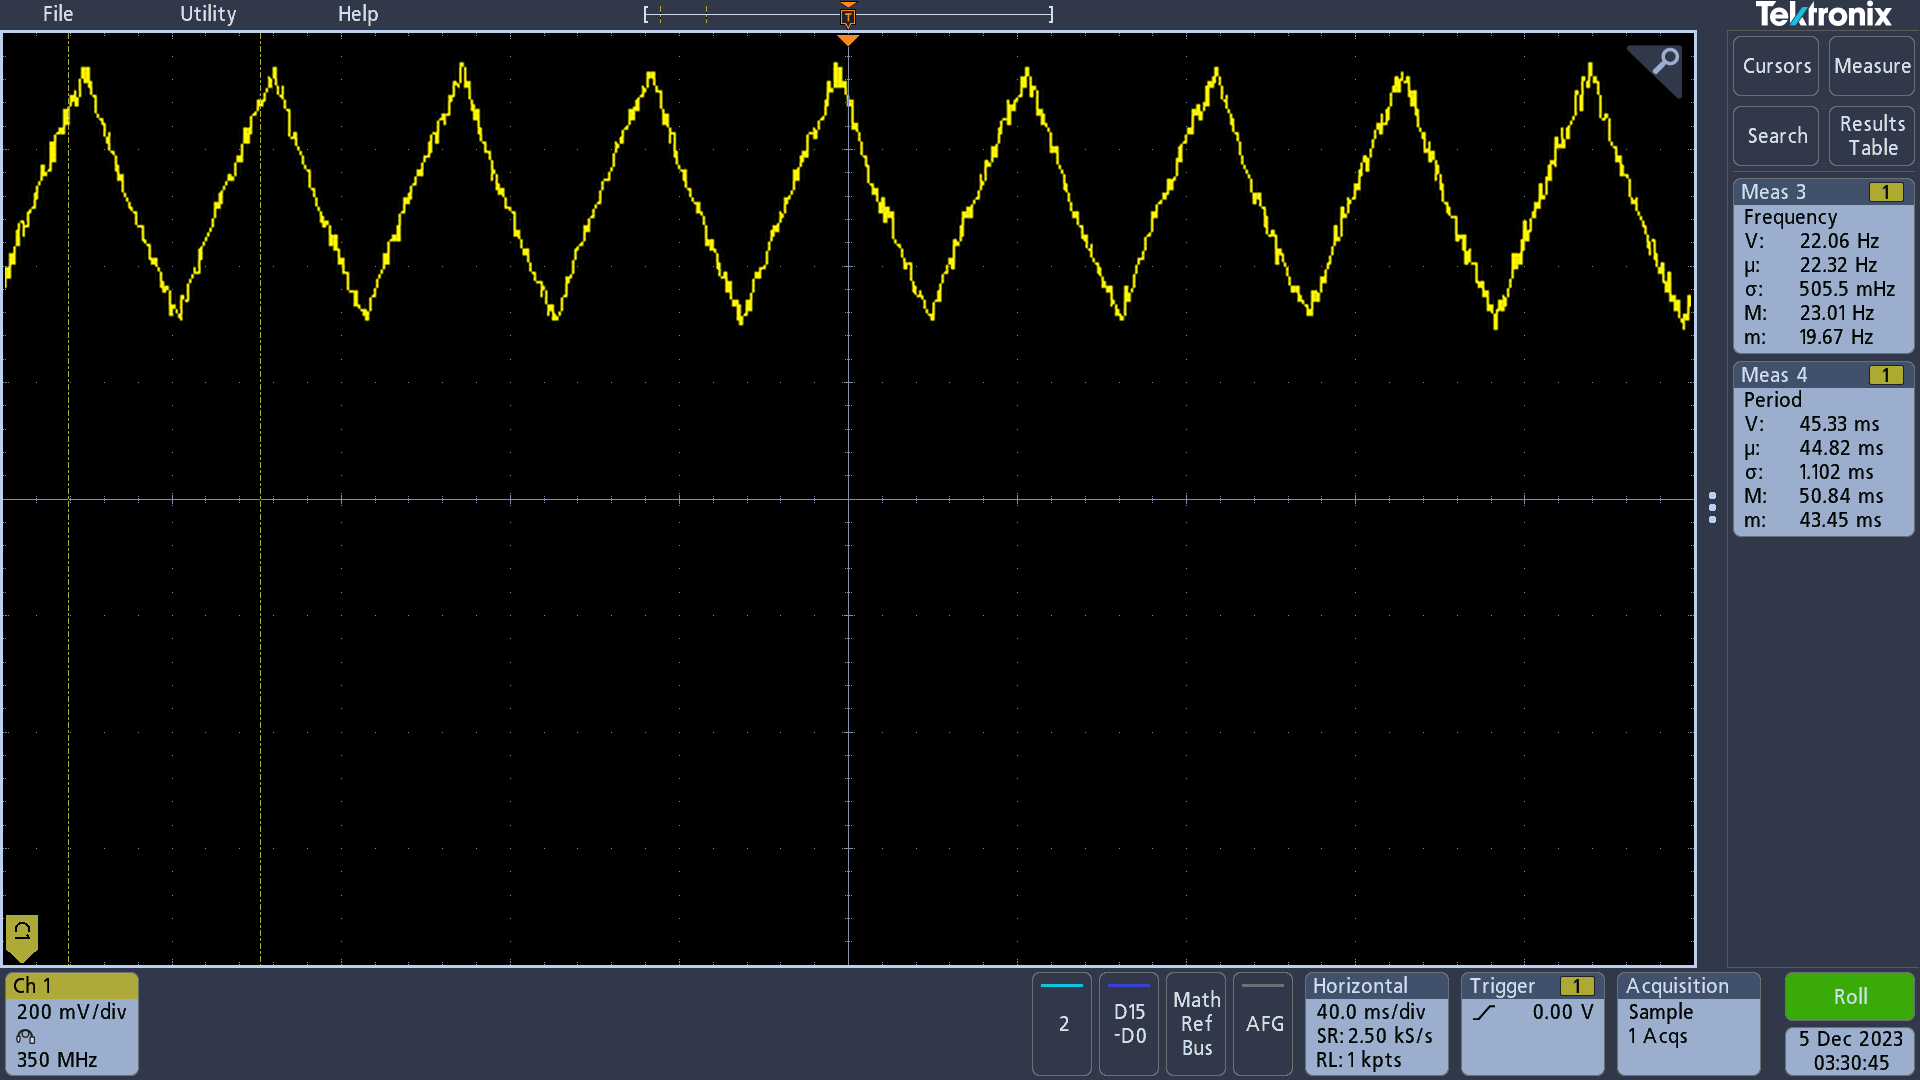 File Utility Help
Tektronix
T
Cursors Measure
Search Results Table
Meas 3 1
Frequency
V: 22.06 Hz
µ: 22.32 Hz
σ: 505.5 mHz
M: 23.01 Hz
m: 19.67 Hz
Meas 4 1
Period
V: 45.33 ms
µ: 44.82 ms
σ: 1.102 ms
M: 50.84 ms
m: 43.45 ms
C1
Ch 1
200 mV/div
350 MHz
2
D15
-D0
Math
Ref
Bus
AFG
Horizontal
40.0 ms/div
SR: 2.50 kS/s
RL: 1 kpts
Trigger 1
0.00 V
Acquisition
Sample
1 Acqs
Roll
5 Dec 2023
03:30:45